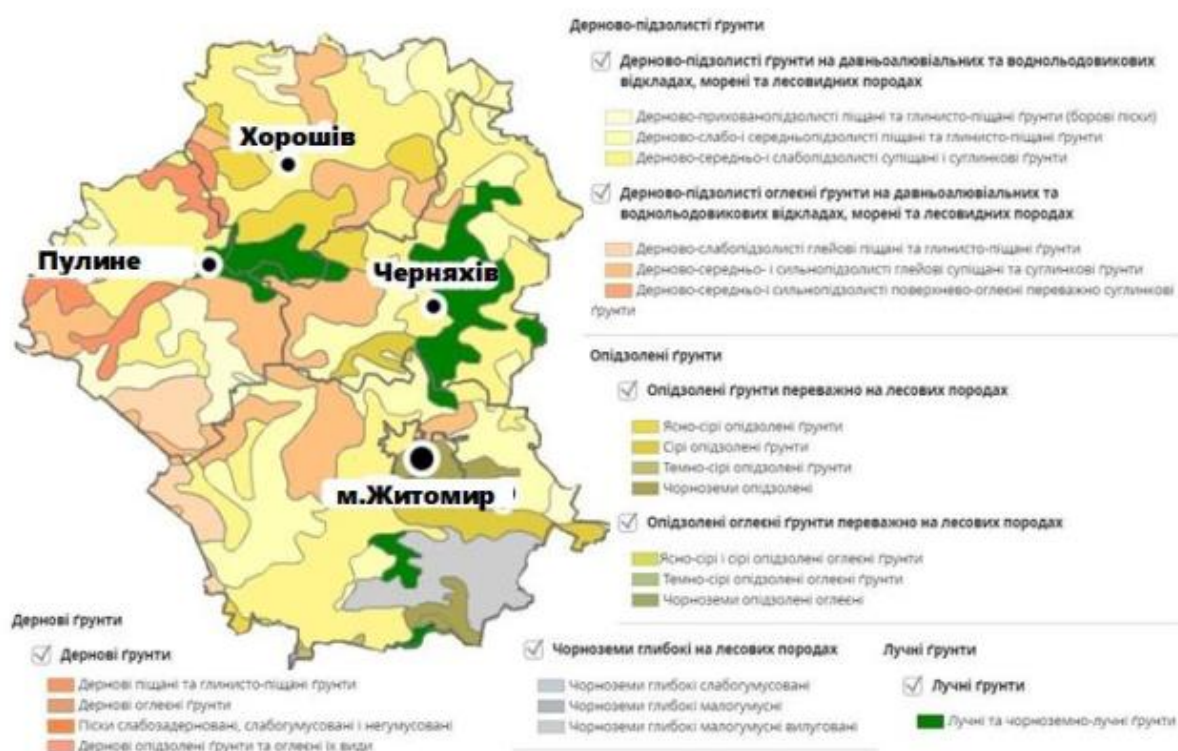 Дерново-підзолисті ґрунти
Дерново-підзолисті ґрунти на давньоалювіальних та воднольодовикових
відкладах, морені та лесовидних породах
Дерново-прихованопідзолисті піщані та глинисто-піщані ґрунти (борові піски)
Дерново-слабо-і середньопідзолисті піщані та глинисто-піщані ґрунти
Дерново-середньо-і слабопідзолисті супіщані і суглинкові ґрунти
Дерново-підзолисті оглеєні ґрунти на давньоалювіальних та
воднольодовикових відкладах, морені та лесовидних породах
Дерново-слабопідзолисті глейові піщані та глинисто-піщані ґрунти
Дерново-середньо- і сильнопідзолисті глейові супіщані та суглинкові ґрунти
Дерново-середньо-і сильнопідзолисті поверхнево-оглеєні переважно суглинкові
ґрунти
Опідзолені ґрунти
Опідзолені ґрунти переважно на лесових породах
Ясно-сірі опідзолені ґрунти
Сірі опідзолені ґрунти
Темно-сірі опідзолені ґрунти
Чорноземи опідзолені
Опідзолені оглеєні ґрунти переважно на лесових породах
Ясно-сірі і сірі опідзолені оглеєні ґрунти
Темно-сірі опідзолені оглеєні ґрунти
Чорноземи опідзолені оглеєні
Хорошів
Пулине
Черняхів
м.Житомир
Дернові ґрунти
Дернові ґрунти
Дернові піщані та глинисто-піщані ґрунти
Дернові оглеєні ґрунти
Піски слабозадерновані, слабогумусовані і негумусовані
Дернові опідзолені ґрунти та оглеєні їх види
Чорноземи глибокі на лесових породах
Чорноземи глибокі слабогумусовані
Чорноземи глибокі малогумусні
Чорноземи глибокі малогумусні вилуговані
Лучні ґрунти
Лучні ґрунти
Лучні та чорноземно-лучні ґрунти